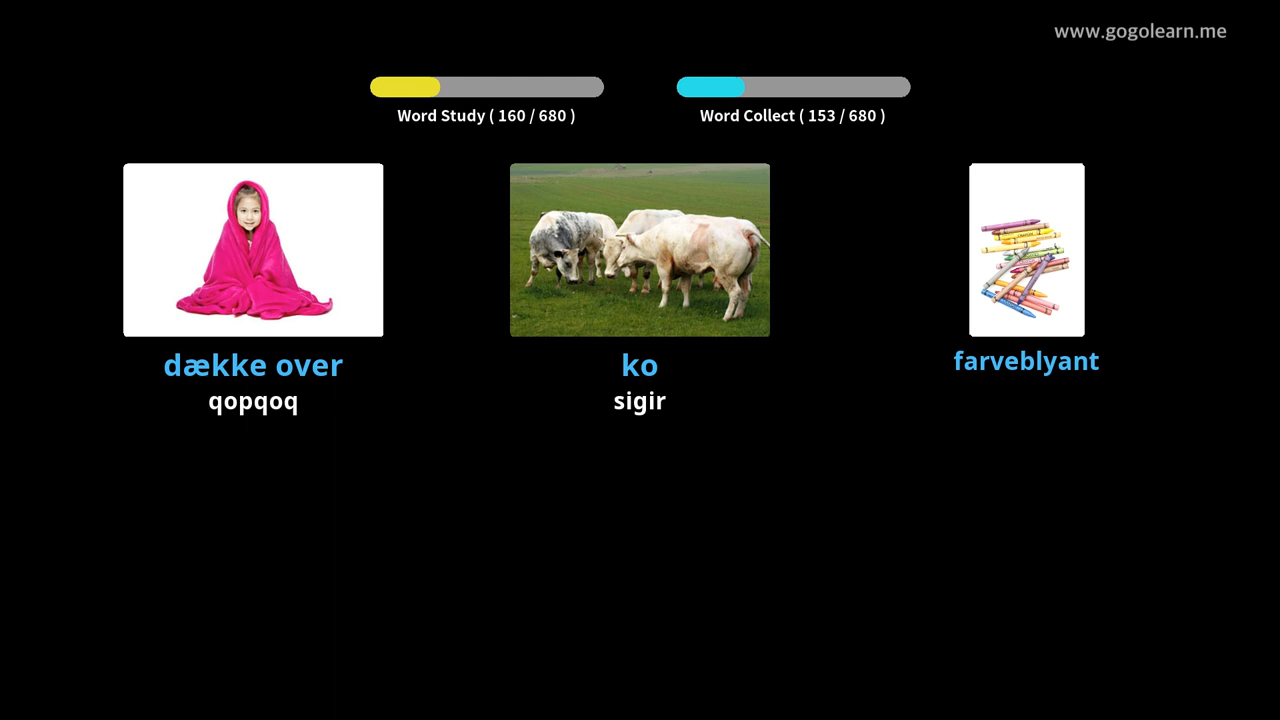 www.gogolearn.me
Word Study ( 160 / 680 )
Word Collect ( 153 / 680 )
dække over
qopqoq
ko
sigir
farveblyant